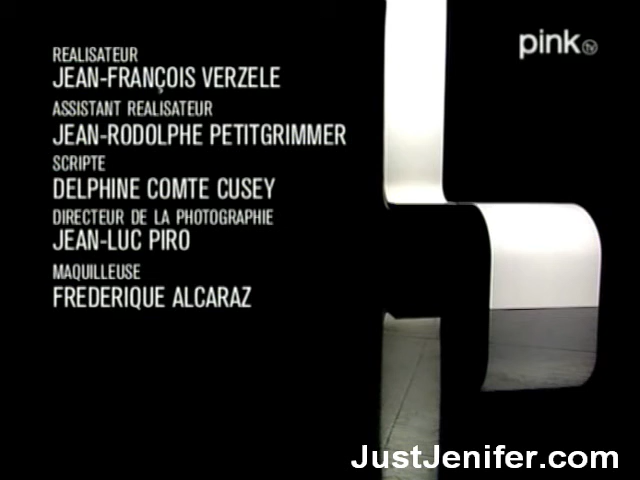 pink tv
REALISATEUR
JEAN-FRANÇOIS VERZELE
ASSISTANT REALISATEUR
JEAN-RODOLPHE PETITGRIMMER
SCRIPTE
DELPHINE COMTE CUSEY
DIRECTEUR DE LA PHOTOGRAPHIE
JEAN-LUC PIRO
MAQUILLEUSE
FREDERIQUE ALCARAZ
JustJenifer.com